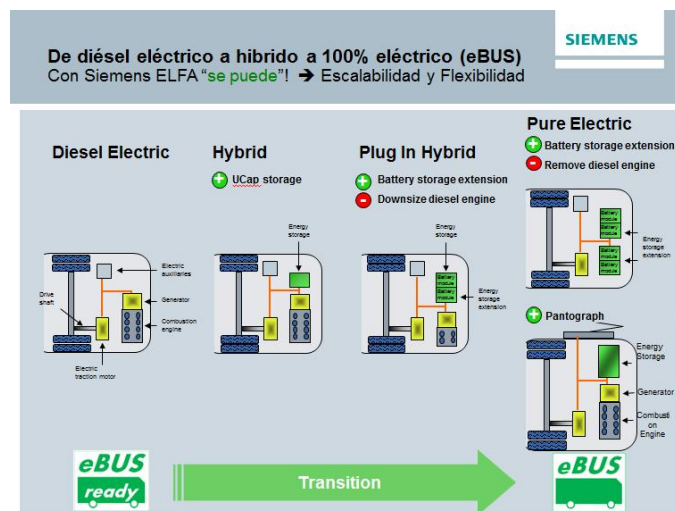 SIEMENS
De diésel eléctrico a hibrido a 100% eléctrico (eBUS)
Con Siemens ELFA “se puede”! ➔ Escalabilidad y Flexibilidad
Diesel Electric
Electric
auxiliaries
Drive
shaft
Generator
Combustion
engine
Electric
traction motor
Hybrid
+ UCap storage
Energy
storage
Plug In Hybrid
+ Battery storage extension
- Downsize diesel engine
Energy
storage
Battery
module
Battery
module
Energy
storage
extension
Pure Electric
+ Battery storage extension
- Remove diesel engine
Battery
module
Battery
module
Battery
module
Battery
module
Energy
storage
extension
+ Pantograph
Energy
Storage
Generator
Combusti
on
Engine
eBUS
ready
Transition
eBUS